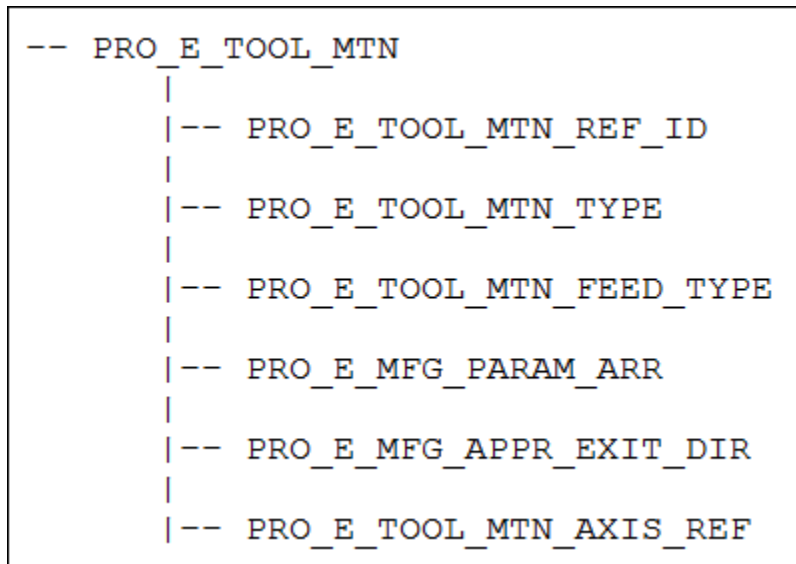 -- PRO_E_TOOL_MTN
|
|-- PRO_E_TOOL_MTN_REF_ID
|
|-- PRO_E_TOOL_MTN_TYPE
|
|-- PRO_E_TOOL_MTN_FEED_TYPE
|
|-- PRO_E_MFG_PARAM_ARR
|
|-- PRO_E_MFG_APPR_EXIT_DIR
|
|-- PRO_E_TOOL_MTN_AXIS_REF